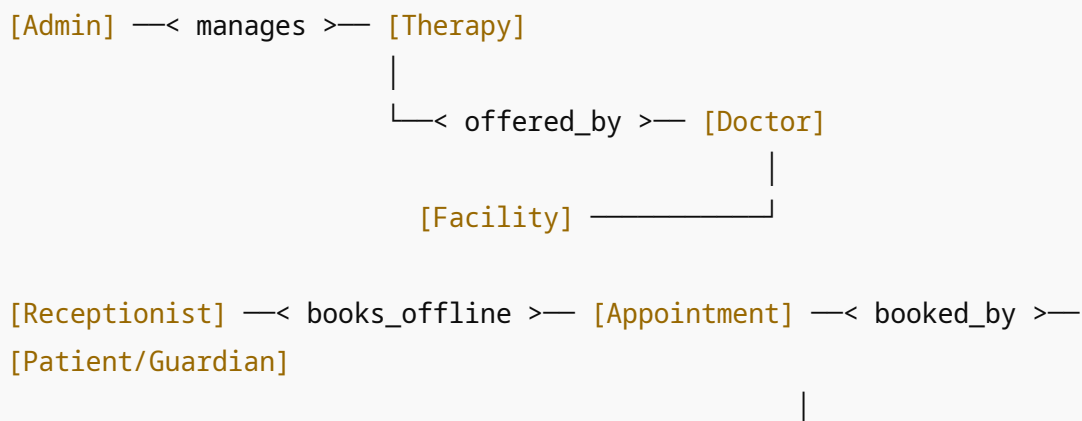 [Admin] ──< manages >── [Therapy]
│
└──< offered_by >── [Doctor]
│
[Facility] ───────────┘
[Receptionist] ──< books_offline >── [Appointment] ──< booked_by >──
[Patient/Guardian]
│